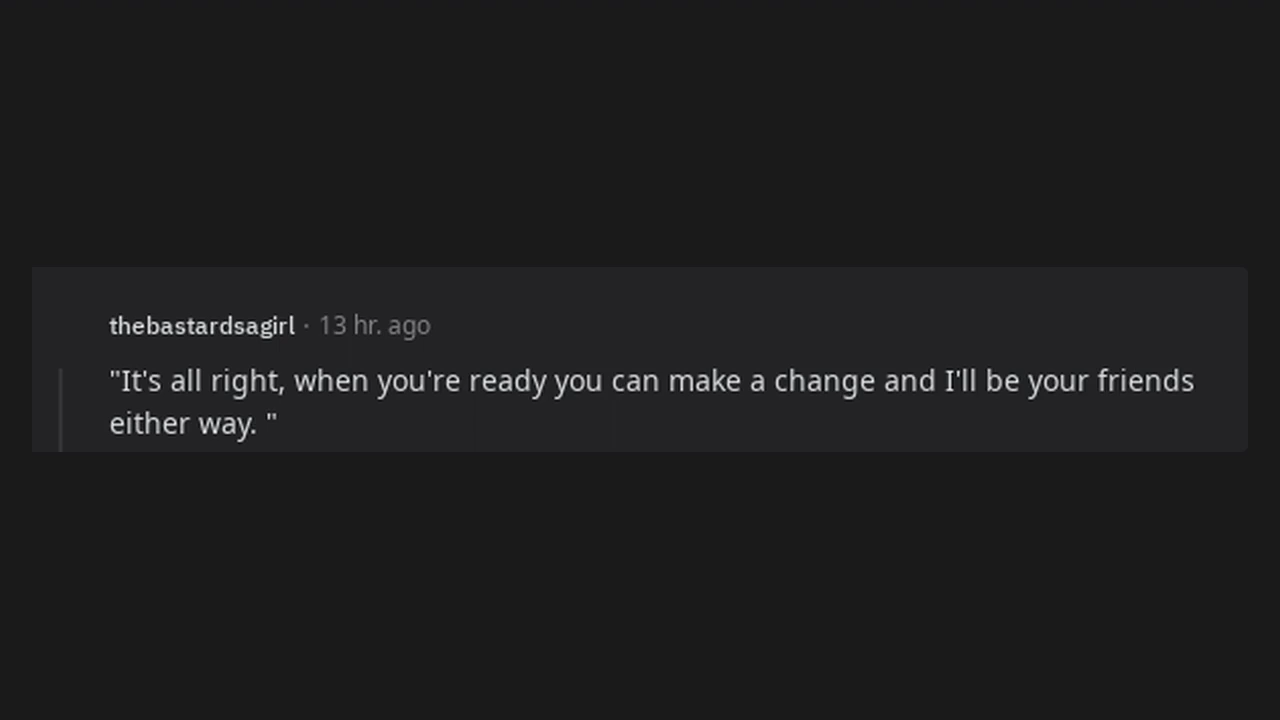 thebastardsagirl · 13 hr. ago
"It's all right, when you're ready you can make a change and I'll be your friends
either way. "